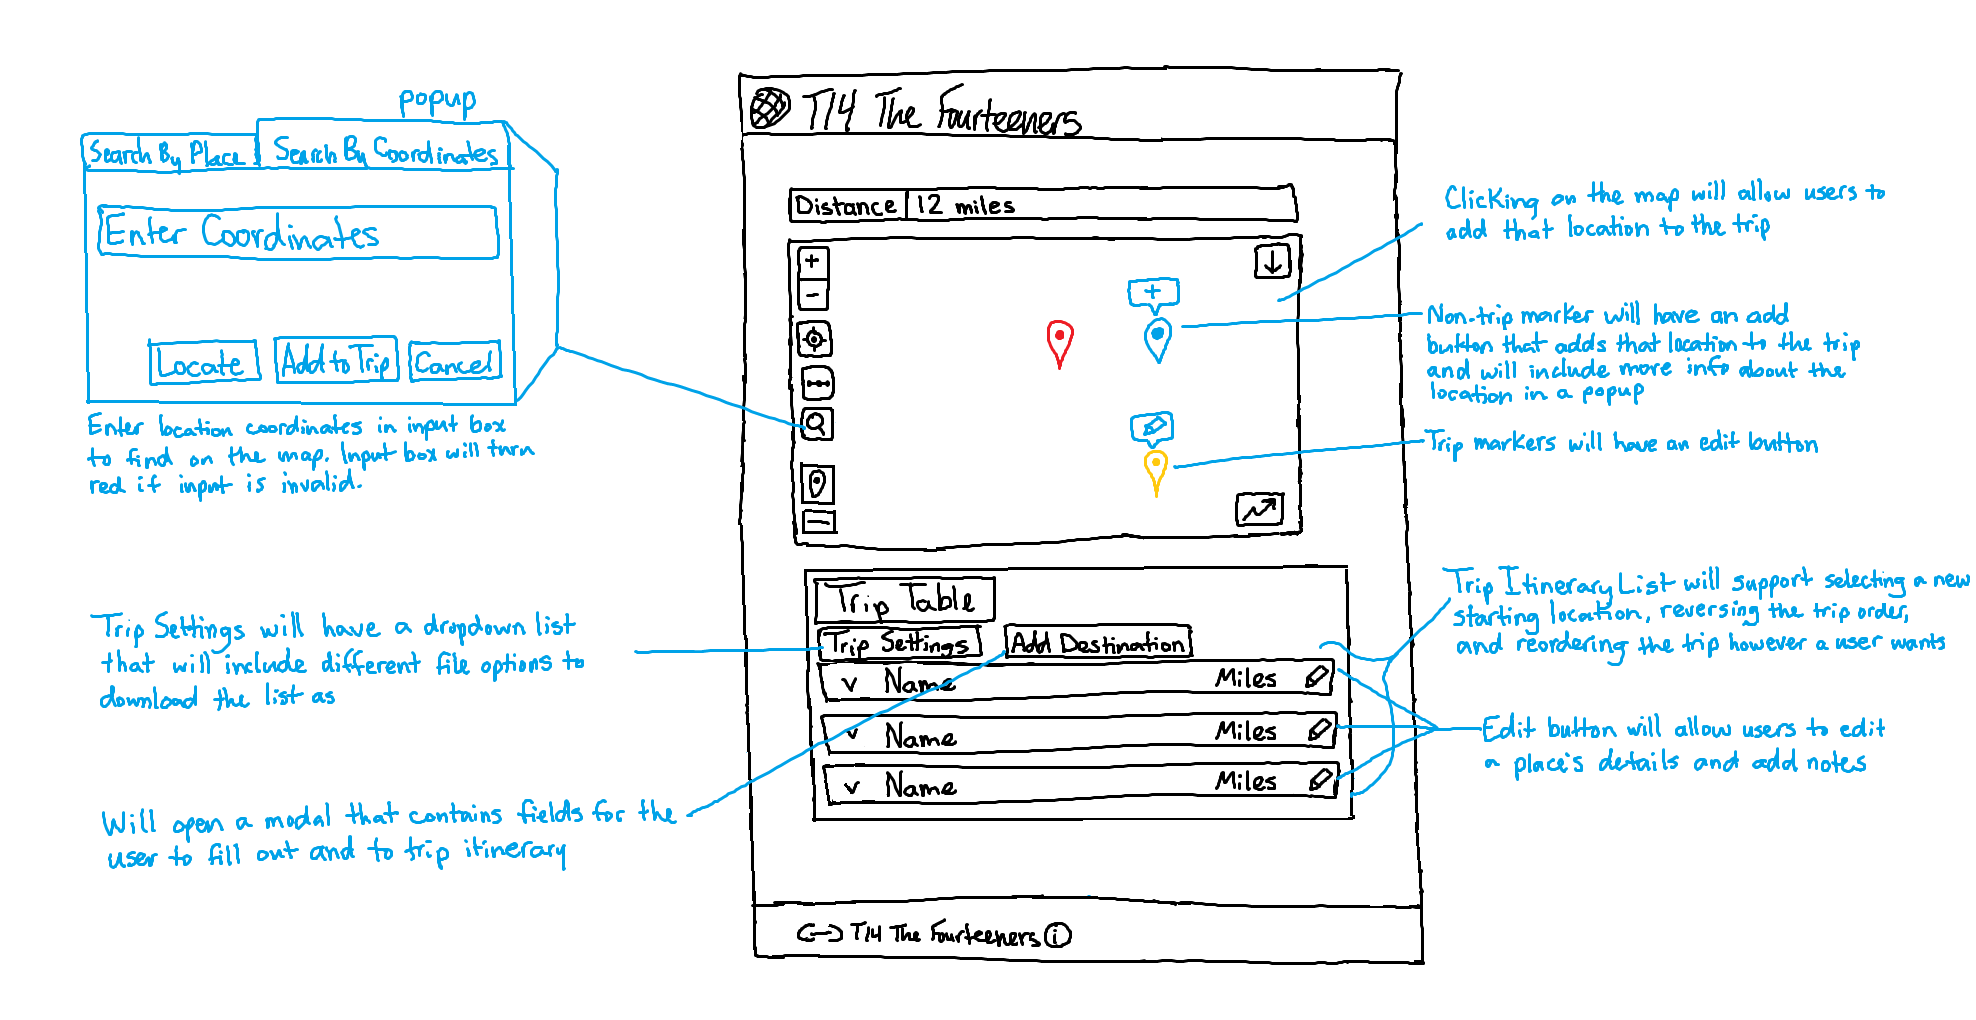 popup
Search By Place
Search By Coordinates
Enter Coordinates
Locate
Add to Trip
Cancel
Enter location coordinates in input box
to find on the map. Input box will turn
red if input is invalid.
Trip Settings will have a dropdown list
that will include different file options to
download the list as
Will open a modal that contains fields for the
user to fill out and to trip itinerary
T14 The Fourteeners
Distance
12 miles
+
-
+
Trip Table
Trip Settings
Add Destination
v Name Miles
v Name Miles
v Name Miles
T14 The Fourteeners i
Clicking on the map will allow users to
add that location to the trip
Non-trip marker will have an add
button that adds that location to the trip
and will include more info about the
location in a popup
Trip markers will have an edit button
Trip Itinerary List will support selecting a new
starting location, reversing the trip order,
and reordering the trip however a user wants
Edit button will allow users to edit
a place's details and add notes